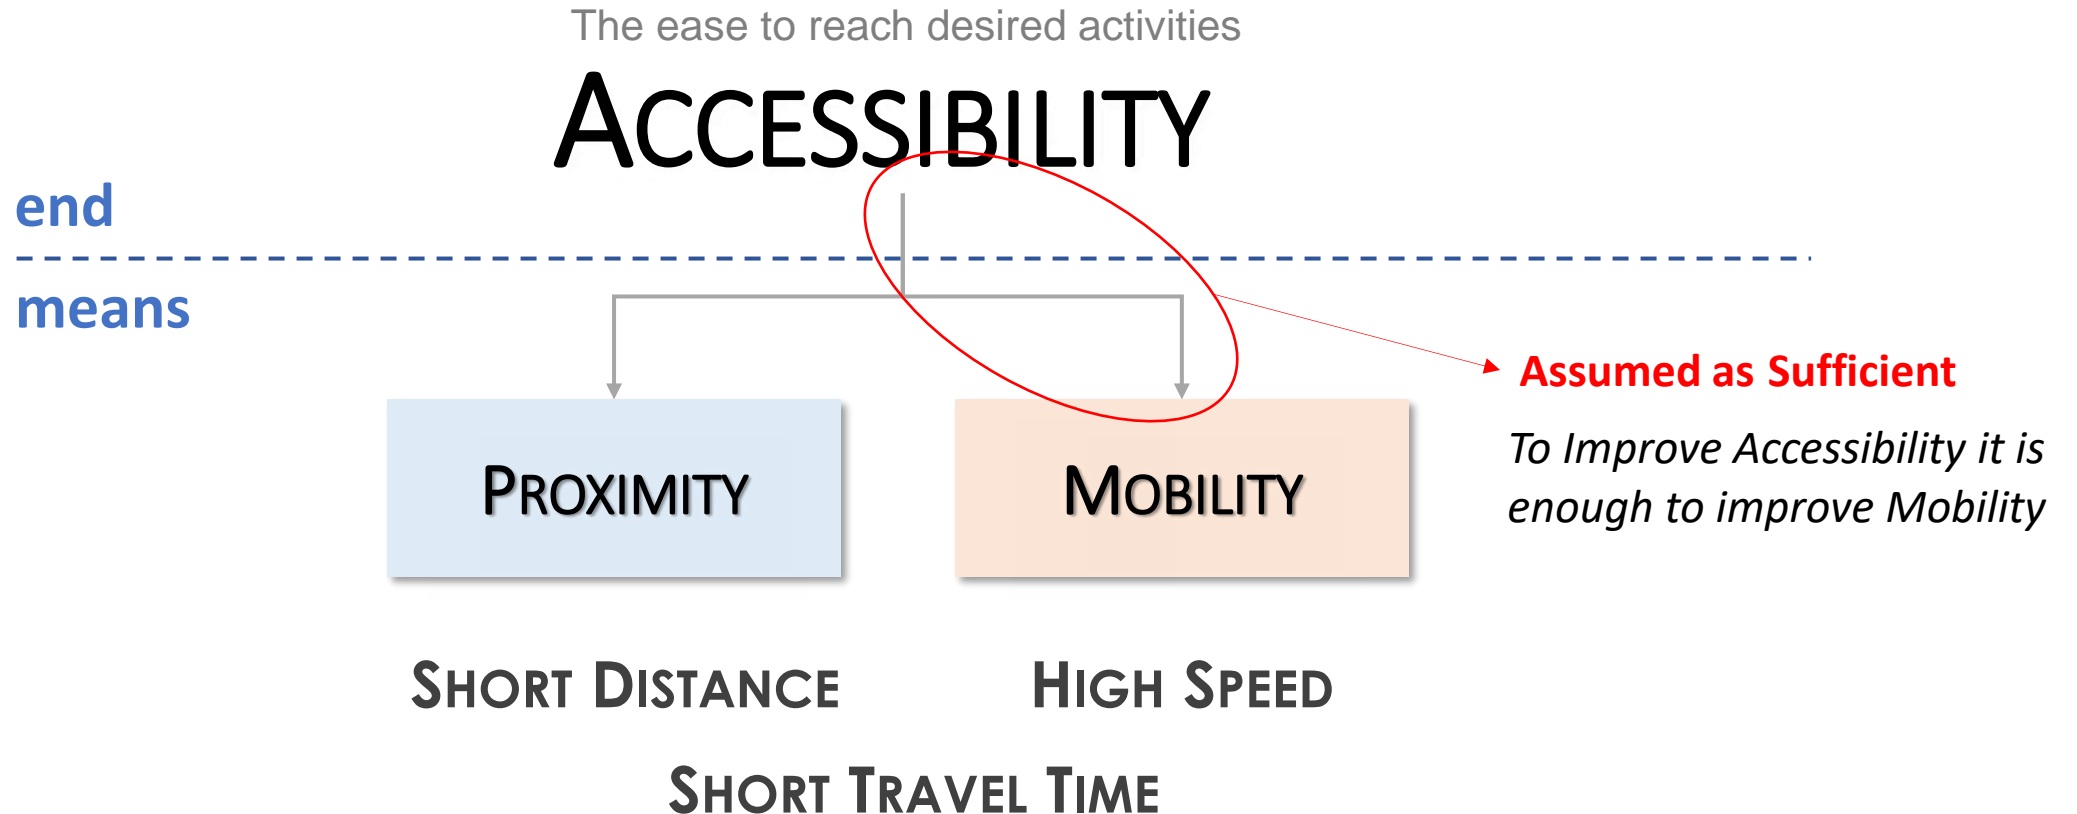 The ease to reach desired activities
ACCESSIBILITY
end
means
Assumed as Sufficient
To Improve Accessibility it is
enough to improve Mobility
PROXIMITY
MOBILITY
SHORT DISTANCE
HIGH SPEED
SHORT TRAVEL TIME